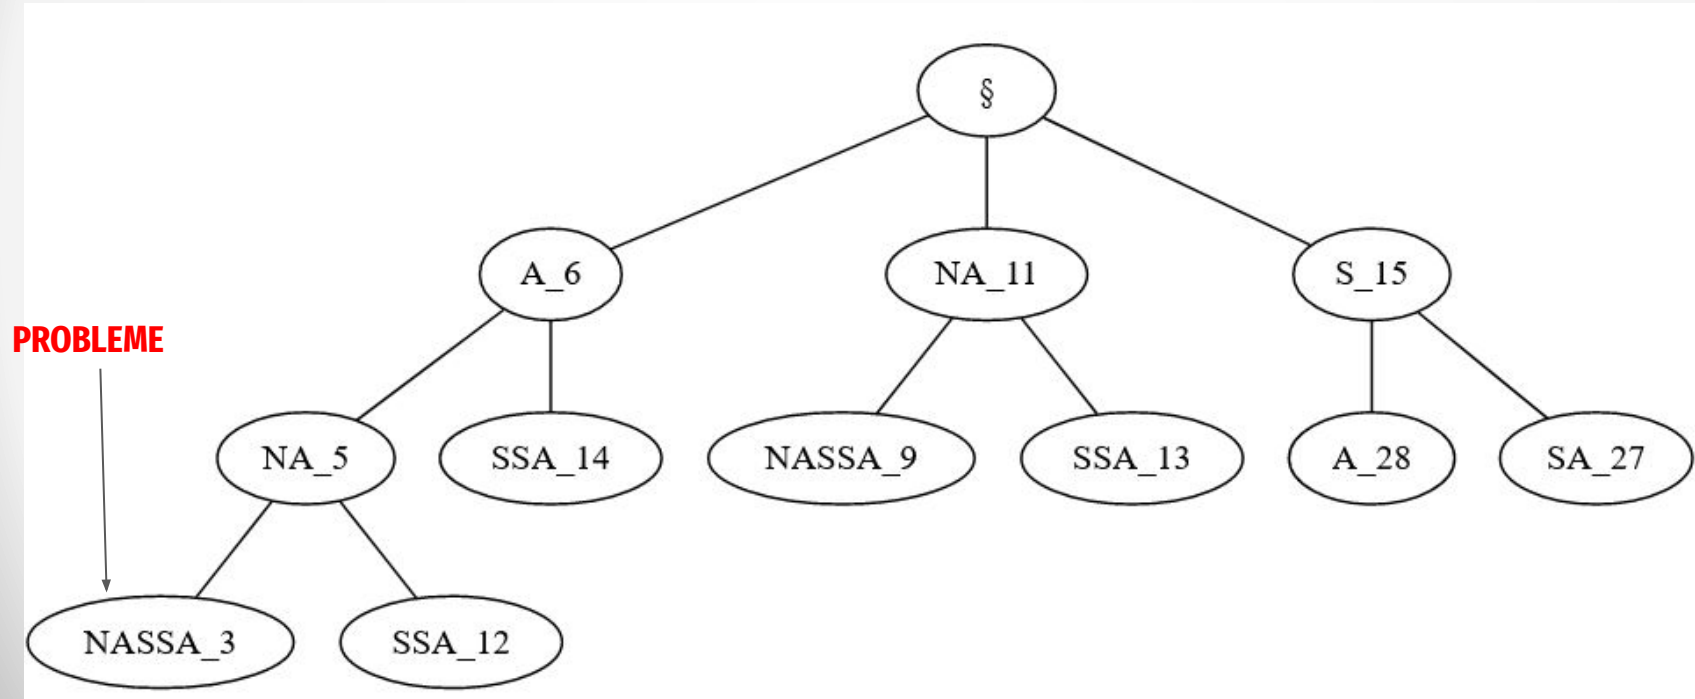 §
A_6
NA_11
S_15
PROBLEME
NA_5
SSA_14
NASSA_9
SSA_13
A_28
SA_27
NASSA_3
SSA_12